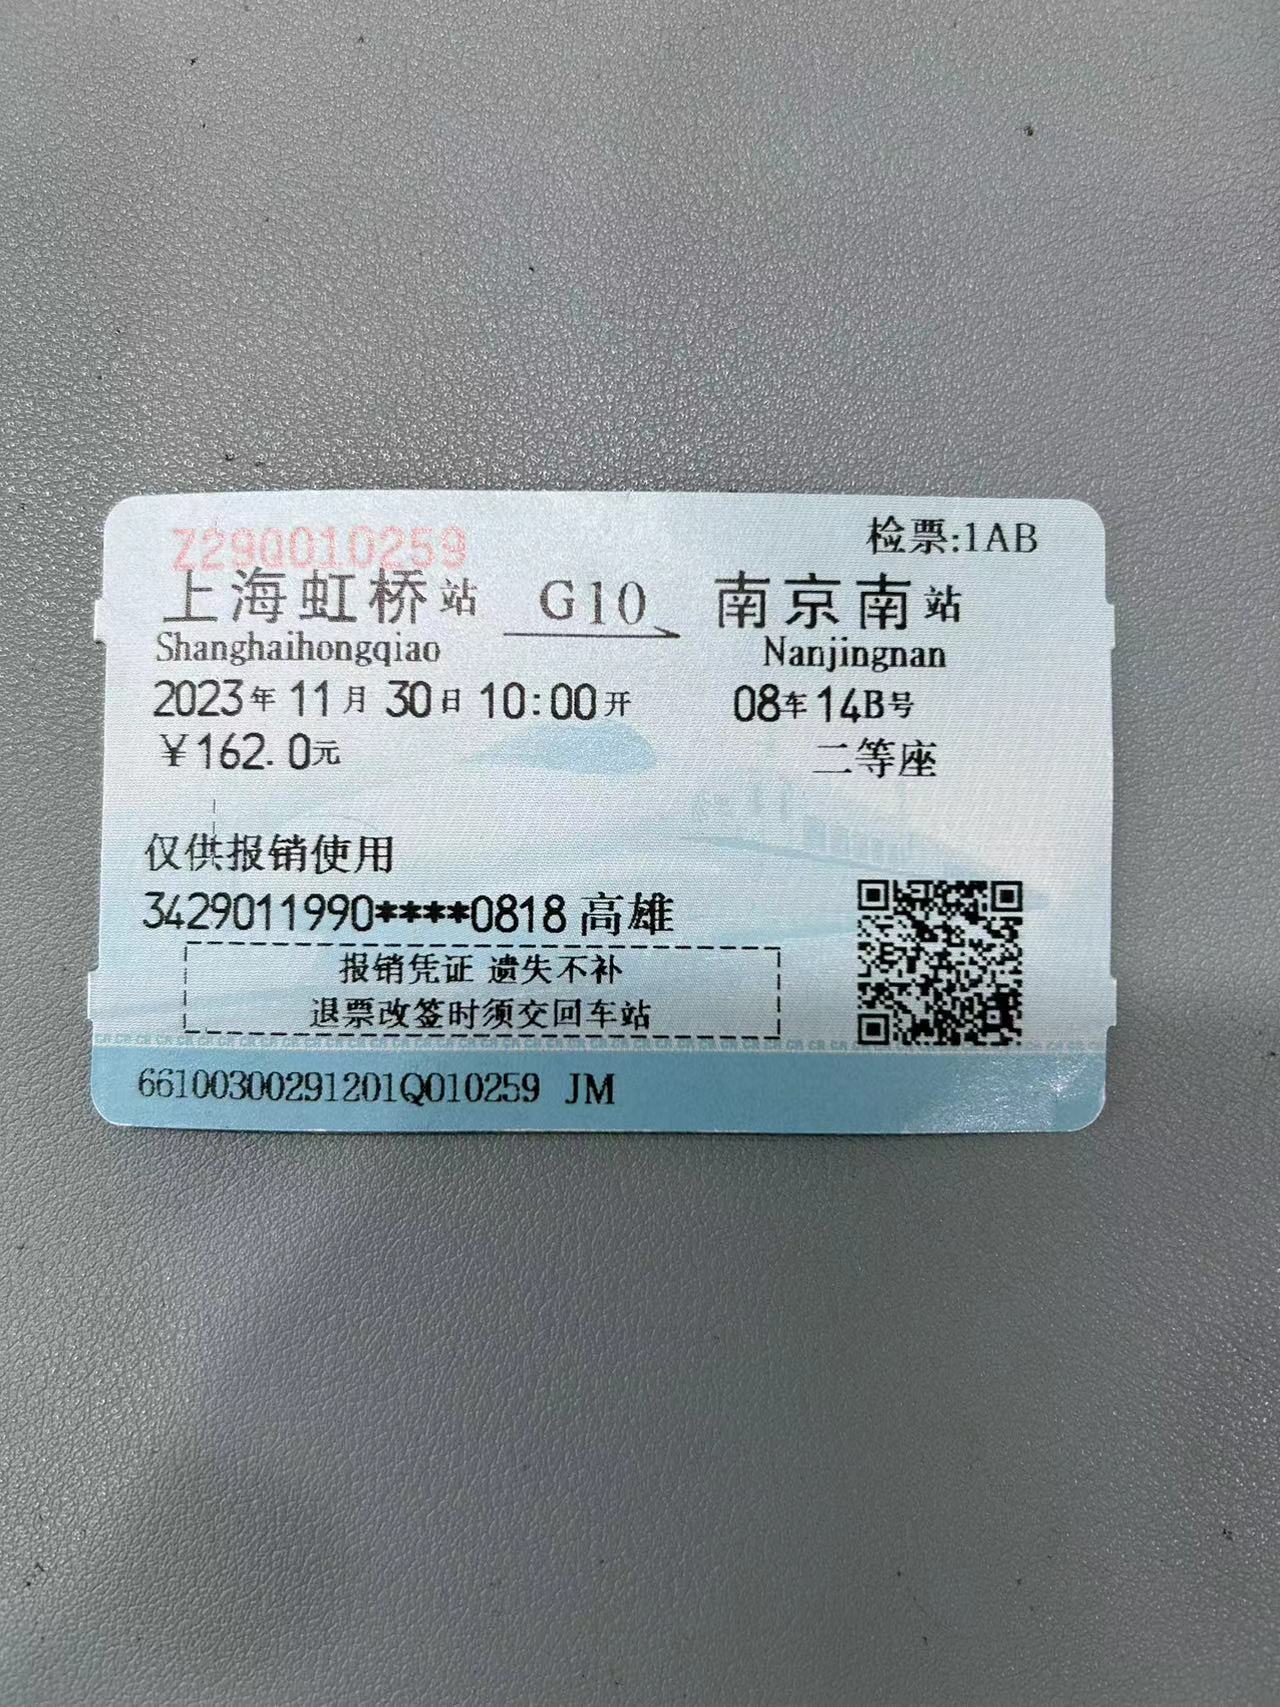 Z29Q010259
检票:1AB
上海虹桥站 G10 南京南站
Shanghaihongqiao Nanjingnan
2023年11月30日10:00开 08车14B号
¥162.0元 二等座
仅供报销使用
3429011990****0818 高雄
报销凭证 遗失不补
退票改签时须交回车站
66100300291201Q010259 JM